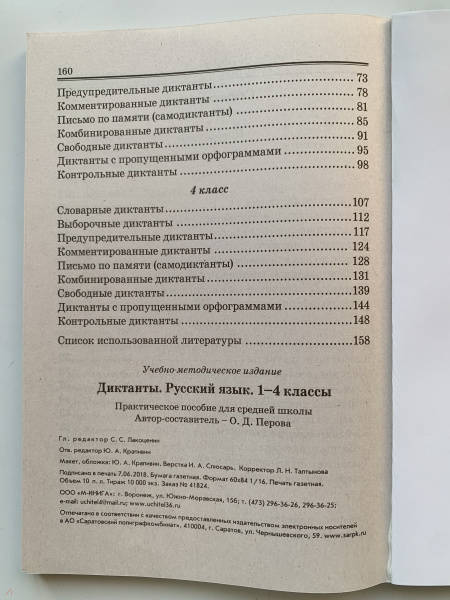 160
Предупредительные диктанты 73
Комментированные диктанты 78
Письмо по памяти (самодиктанты) 81
Комбинированные диктанты 85
Свободные диктанты 91
Диктанты с пропущенными орфограммами 95
Контрольные диктанты 98
4 класс
Словарные диктанты 107
Выборочные диктанты 112
Предупредительные диктанты 117
Комментированные диктанты 124
Письмо по памяти (самодиктанты) 128
Комбинированные диктанты 131
Свободные диктанты 139
Диктанты с пропущенными орфограммами 144
Контрольные диктанты 148
Список использованной литературы 158
Учебно-методическое издание
Диктанты. Русский язык. 1–4 классы
Практическое пособие для средней школы
Автор-составитель – О. Д. Перова
Гл. редактор С. С. Лакоценин
Отв. редактор Ю. А. Крапивин
Макет, обложка: Ю. А. Крапивин. Верстка И. А. Слюсарь. Корректор Л. Н. Талтынова
Подписано в печать 7.06.2018. Бумага газетная. Формат 60х84 1/16. Печать газетная.
Объем 10 п. л. Тираж 10 000 экз. Заказ № 41824.
ООО «М-КНИГА»: г. Воронеж, ул. Южно-Моравская, 15б; т. (473) 296-36-26, 296-36-25;
e-mail: uchitel@mail.ru; www.uchitel36.ru
Отпечатано в соответствии с качеством предоставленных издательством электронных носителей
в АО «Саратовский полиграфкомбинат». 410004, г. Саратов, ул. Чернышевского, 59. www.sarpk.ru